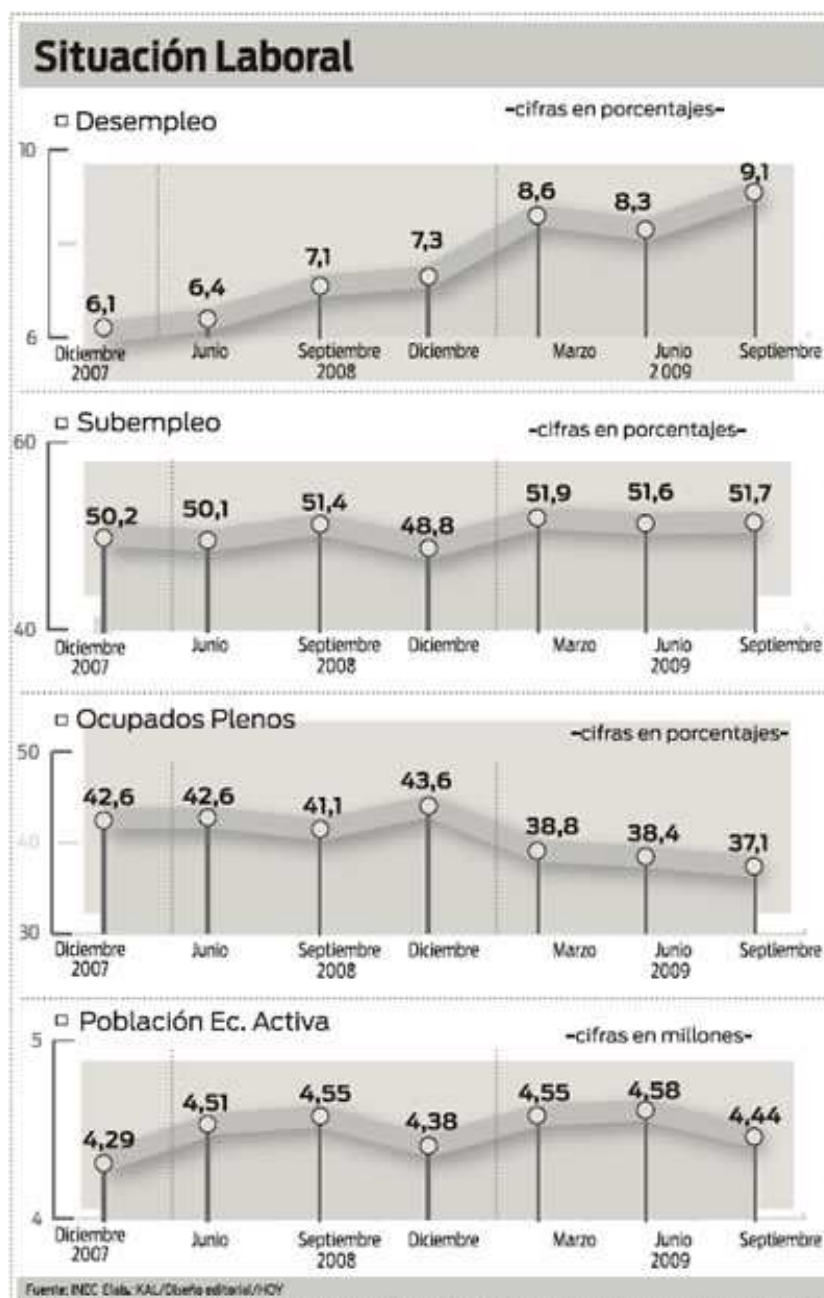 Situación Laboral
Desempleo
-cifras en porcentajes-
10
6
6,1
6,4
7,1
7,3
8,6
8,3
9,1
Diciembre Junio Septiembre Diciembre Marzo Junio Septiembre
2007 2008 2009
Subempleo
-cifras en porcentajes-
60
40
50,2
50,1
51,4
48,8
51,9
51,6
51,7
Diciembre Junio Septiembre Diciembre Marzo Junio Septiembre
2007 2008 2009
Ocupados Plenos
-cifras en porcentajes-
50
40
30
42,6
42,6
41,1
43,6
38,8
38,4
37,1
Diciembre Junio Septiembre Diciembre Marzo Junio Septiembre
2007 2008 2009
Población Ec. Activa
-cifras en millones-
5
4
4,29
4,51
4,55
4,38
4,55
4,58
4,44
Diciembre Junio Septiembre Diciembre Marzo Junio Septiembre
2007 2008 2009
Fuente: INEC Elab.: KAL/Diseño editorial/HOY